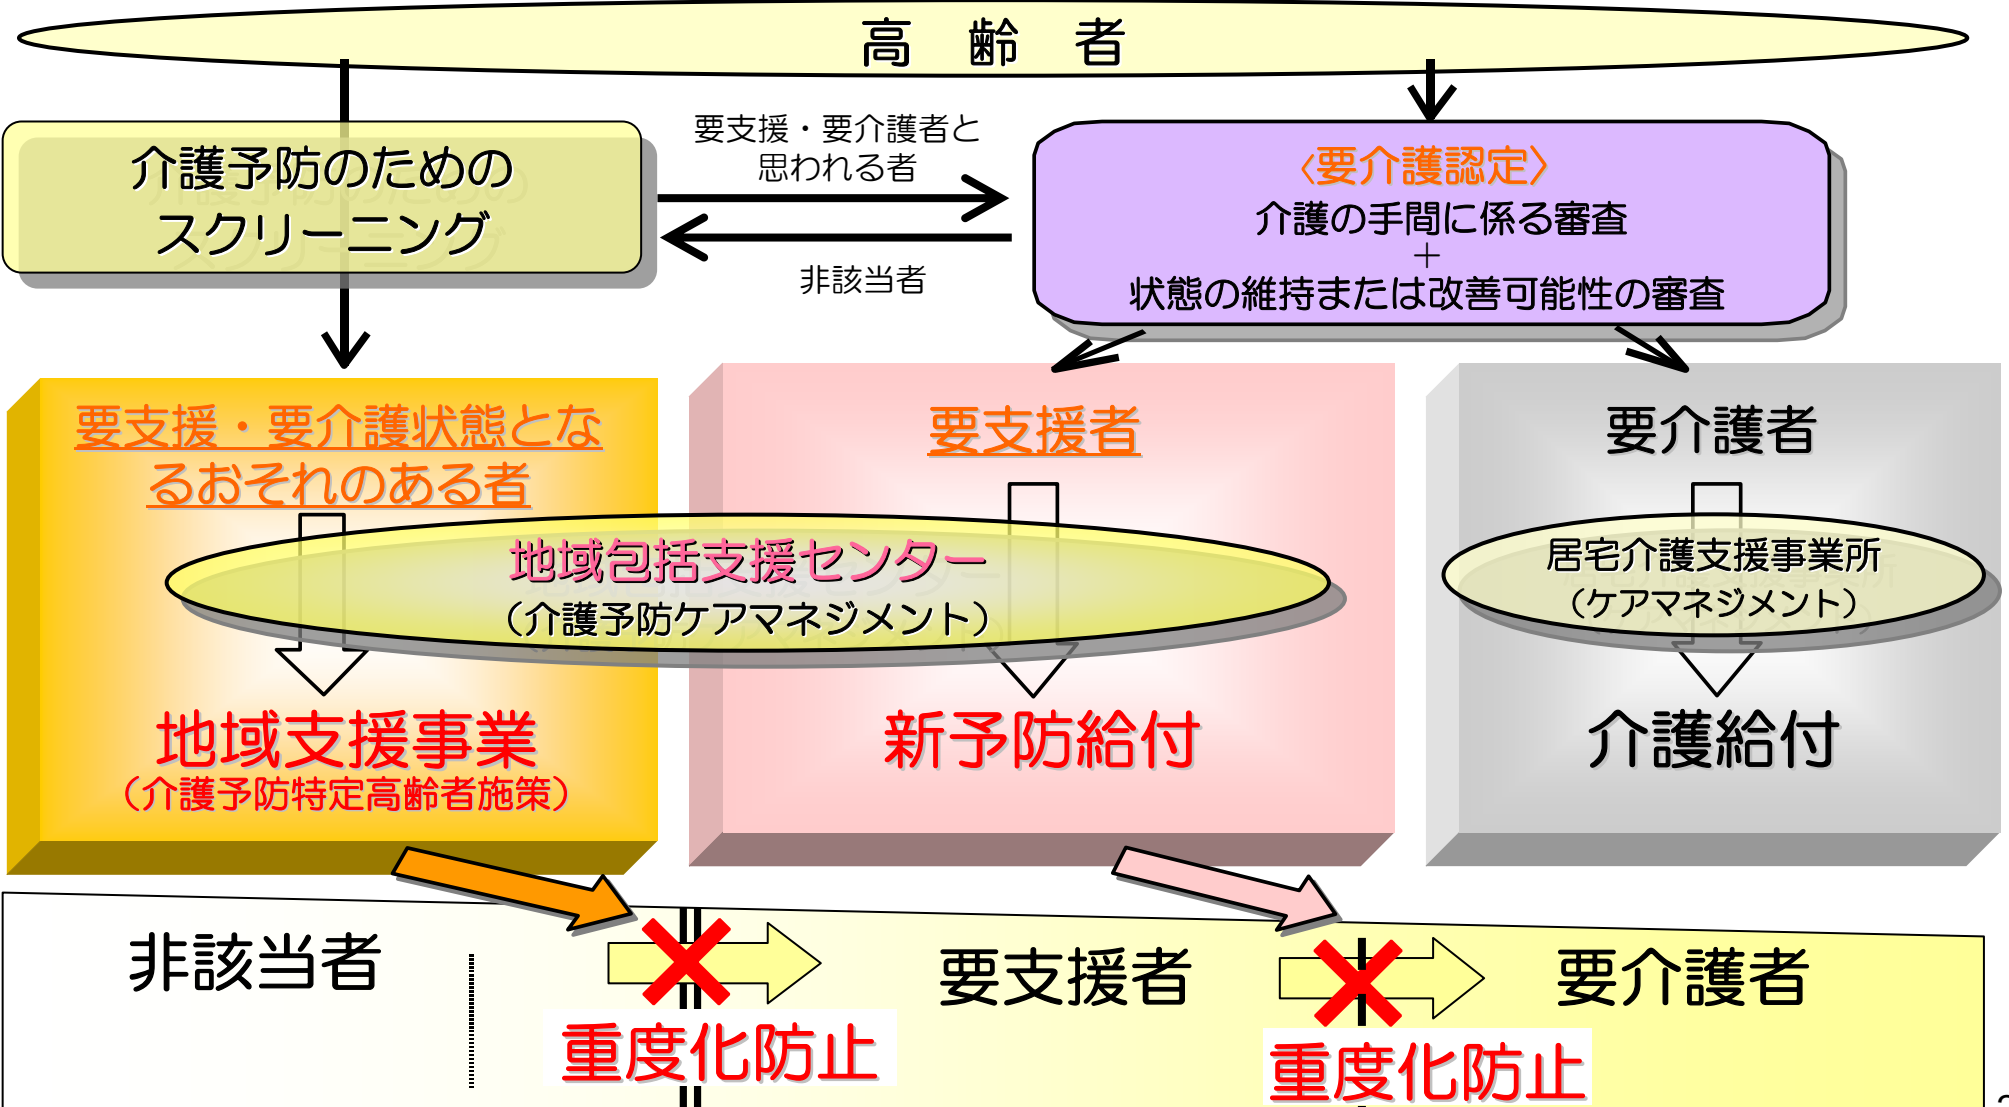 高　齢　者
介護予防のための
スクリーニング
要支援・要介護者と
思われる者
非該当者
〈要介護認定〉
介護の手間に係る審査
＋
状態の維持または改善可能性の審査
要支援・要介護状態とな
るおそれのある者
要支援者
要介護者
地域包括支援センター
（介護予防ケアマネジメント）
居宅介護支援事業所
（ケアマネジメント）
地域支援事業
（介護予防特定高齢者施策）
新予防給付
介護給付
非該当者
要支援者
要介護者
重度化防止
重度化防止